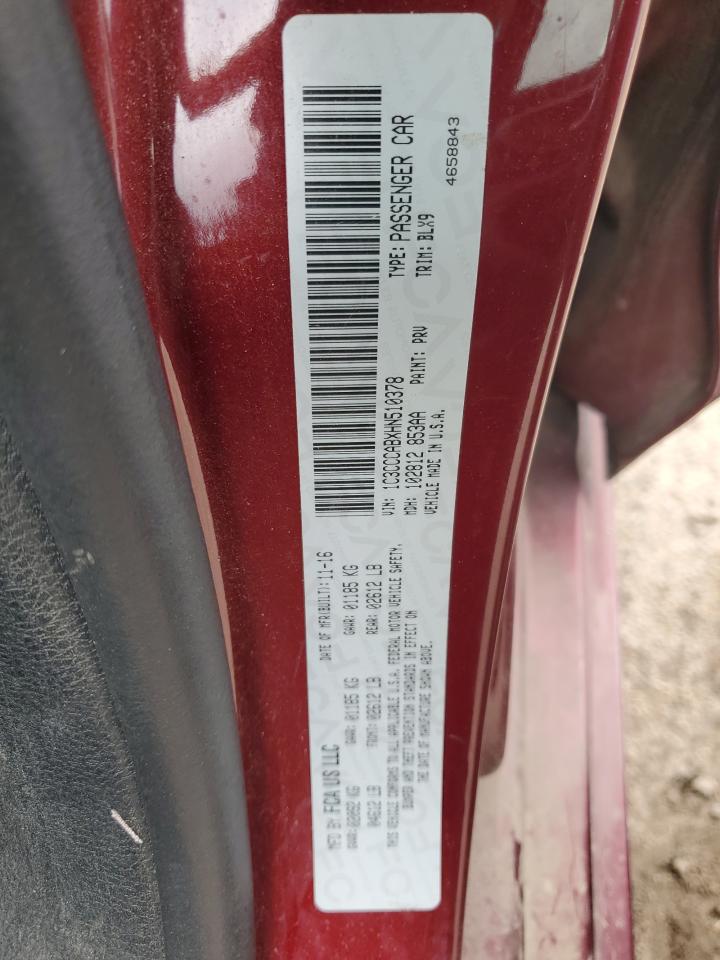 MFD BY: FCA US LLC DATE OF MFR(BUILT): 11-16
GVWR: 02092 KG GAWR: 01185 KG GAWR: 01185 KG
04612 LB FRONT: 02612 LB REAR: 02612 LB
THIS VEHICLE CONFORMS TO ALL APPLICABLE U.S.A. FEDERAL MOTOR VEHICLE SAFETY,
BUMPER AND THEFT PREVENTION STANDARDS IN EFFECT ON
THE DATE OF MANUFACTURE SHOWN ABOVE.
VIN: 1C3CCCABXHN510378 TYPE: PASSENGER CAR
MDH: 102812 853AA PAINT: PRV TRIM: BLX9
VEHICLE MADE IN U.S.A.
4658843